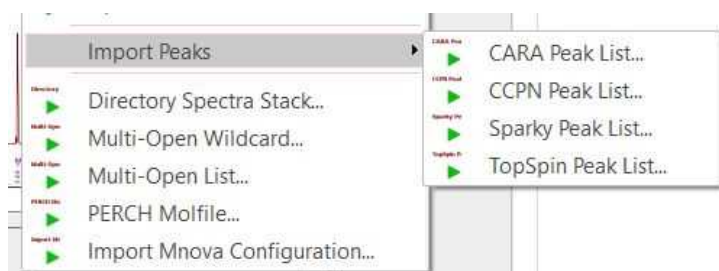 Import Peaks
Directory Spectra Stack...
Multi-Open Wildcard...
Multi-Open List...
PERCH Molfile...
Import Mnova Configuration...
CARA Peak List...
CCPN Peak List...
Sparky Peak List...
TopSpin Peak List...